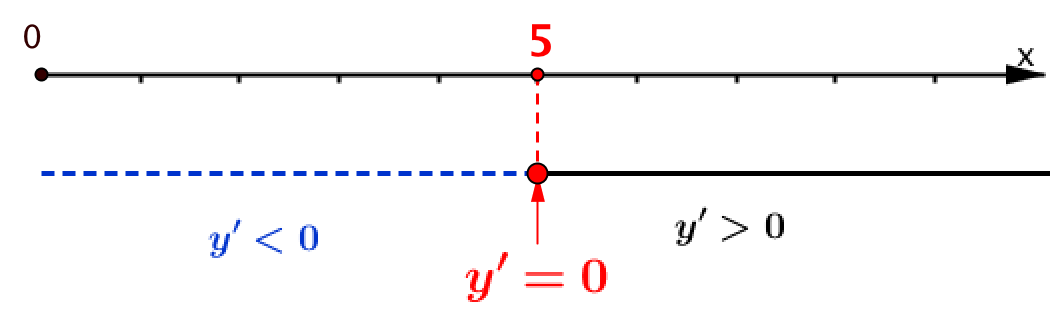 0
5
x
y′ < 0
y′ > 0
y′ = 0